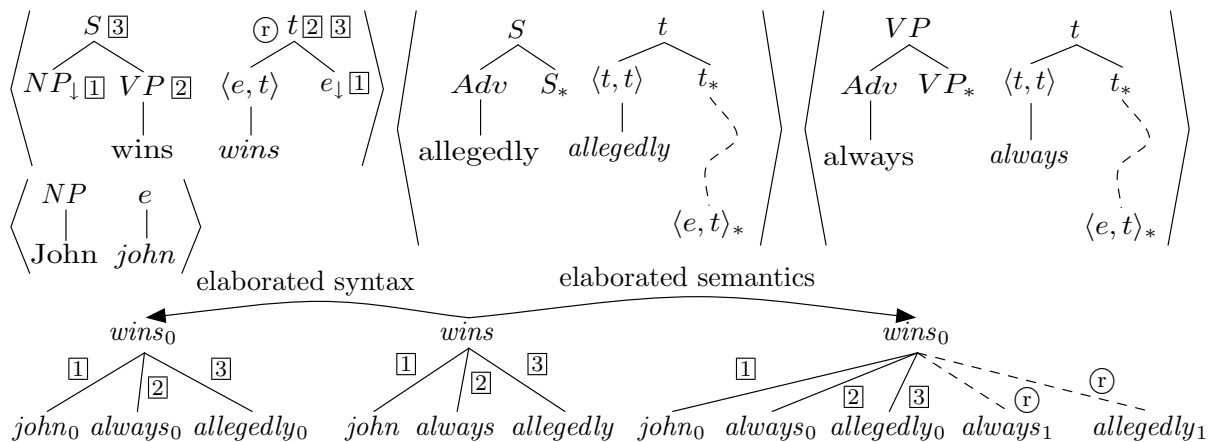 S 3 ⓡ t 2 3 S t VP t
NP↓ 1 VP 2 ⟨e, t⟩ e↓ 1 Adv S* ⟨t, t⟩ t* Adv VP* ⟨t, t⟩ t*
wins wins allegedly allegedly always always
NP e ⟨e, t⟩* ⟨e, t⟩*
John john
elaborated syntax elaborated semantics
wins₀ wins wins₀
1 2 3 1 2 3 1 2 3 ⓡ ⓡ
john₀ always₀ allegedly₀ john always allegedly john₀ always₀ allegedly₀ always₁ allegedly₁